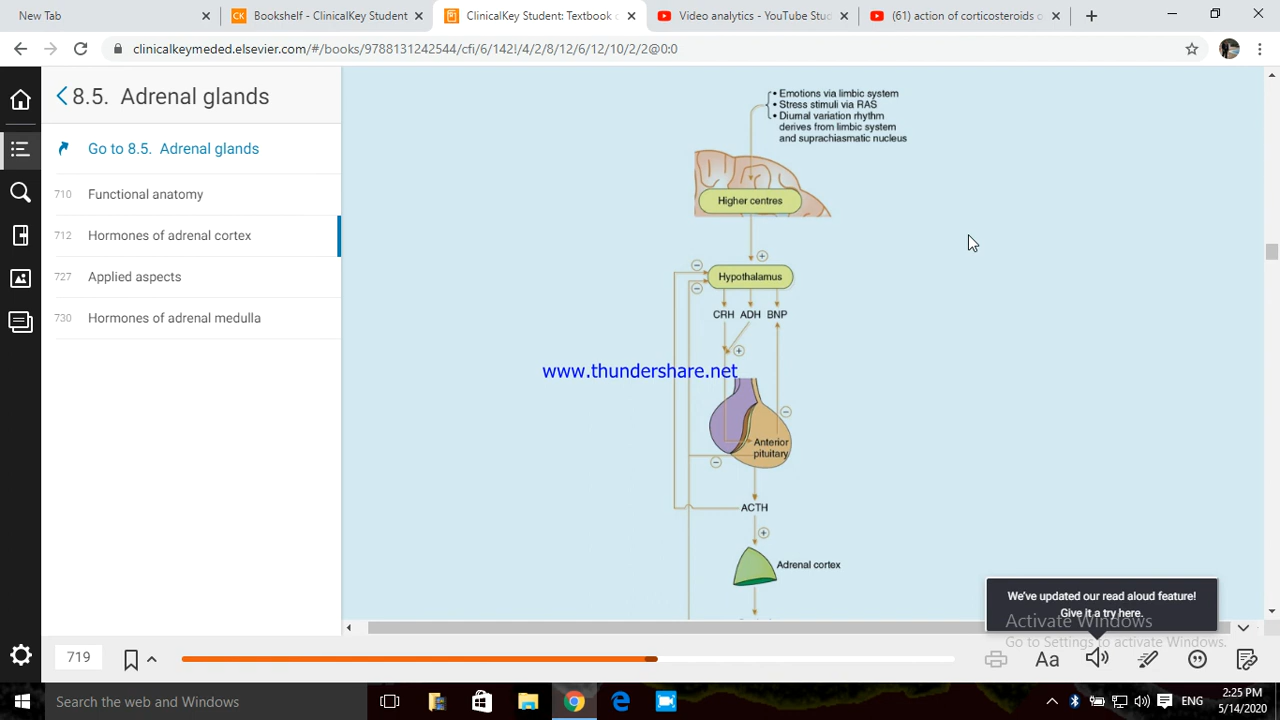 New Tab
Bookshelf - ClinicalKey Student
ClinicalKey Student: Textbook
Video analytics - YouTube Stu
(61) action of corticosteroids o
clinicalkeymeded.elsevier.com/#/books/9788131242544/cfi/6/142!/4/2/8/12/6/12/10/2/2@0:0
8.5. Adrenal glands
Go to 8.5. Adrenal glands
710 Functional anatomy
712 Hormones of adrenal cortex
727 Applied aspects
730 Hormones of adrenal medulla
• Emotions via limbic system
• Stress stimuli via RAS
• Diumal variation rhythm
derives from limbic system
and suprachiasmatic nucleus
Higher centres
+
−
Hypothalamus
−
CRH ADH BNP
+
www.thundershare.net
−
Anterior
pituitary
−
ACTH
+
Adrenal cortex
We've updated our read aloud feature!
Give it a try here.
Activate Windows
Go to Settings to activate Windows.
719
Aa
Search the web and Windows
ENG
2:25 PM
5/14/2020